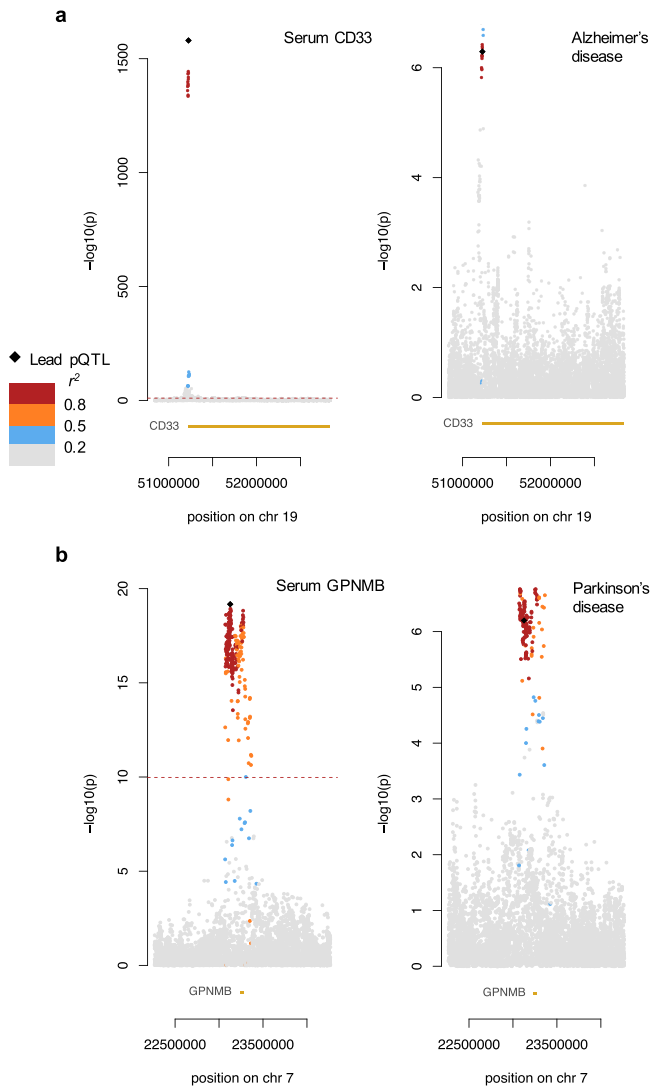 a
Serum CD33
Alzheimer's
disease
−log10(p)
1500
1000
500
0
−log10(p)
6
4
2
0
Lead pQTL
r2
0.8
0.5
0.2
CD33
CD33
51000000 52000000
51000000 52000000
position on chr 19
position on chr 19
b
Serum GPNMB
Parkinson's
disease
−log10(p)
20
15
10
5
0
−log10(p)
6
5
4
3
2
1
0
GPNMB
GPNMB
22500000 23500000
22500000 23500000
position on chr 7
position on chr 7